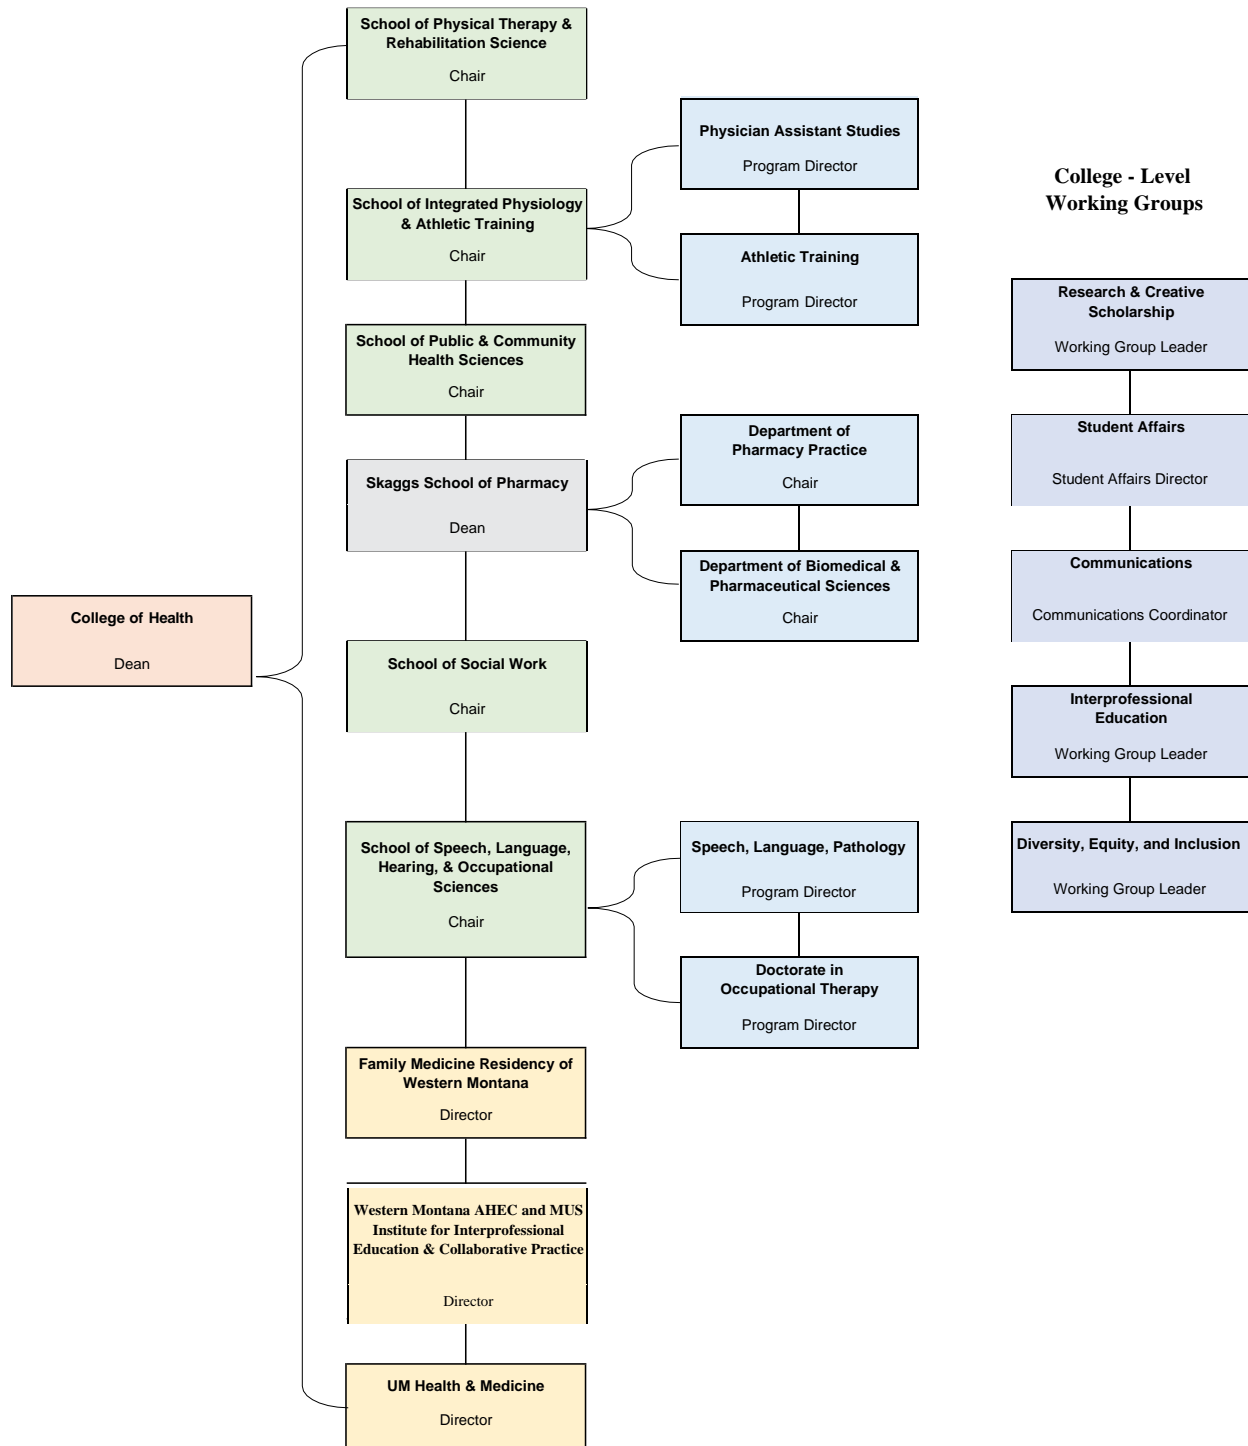 School of Physical Therapy &
Rehabilitation Science
Chair
School of Integrated Physiology
& Athletic Training
Chair
School of Public & Community
Health Sciences
Chair
Skaggs School of Pharmacy
Dean
College of Health
Dean
School of Social Work
Chair
School of Speech, Language,
Hearing, & Occupational
Sciences
Chair
Family Medicine Residency of
Western Montana
Director
Western Montana AHEC and MUS
Institute for Interprofessional
Education & Collaborative Practice
Director
UM Health & Medicine
Director
Physician Assistant Studies
Program Director
Athletic Training
Program Director
Department of
Pharmacy Practice
Chair
Department of Biomedical &
Pharmaceutical Sciences
Chair
Speech, Language, Pathology
Program Director
Doctorate in
Occupational Therapy
Program Director
College - Level
Working Groups
Research & Creative
Scholarship
Working Group Leader
Student Affairs
Student Affairs Director
Communications
Communications Coordinator
Interprofessional
Education
Working Group Leader
Diversity, Equity, and Inclusion
Working Group Leader